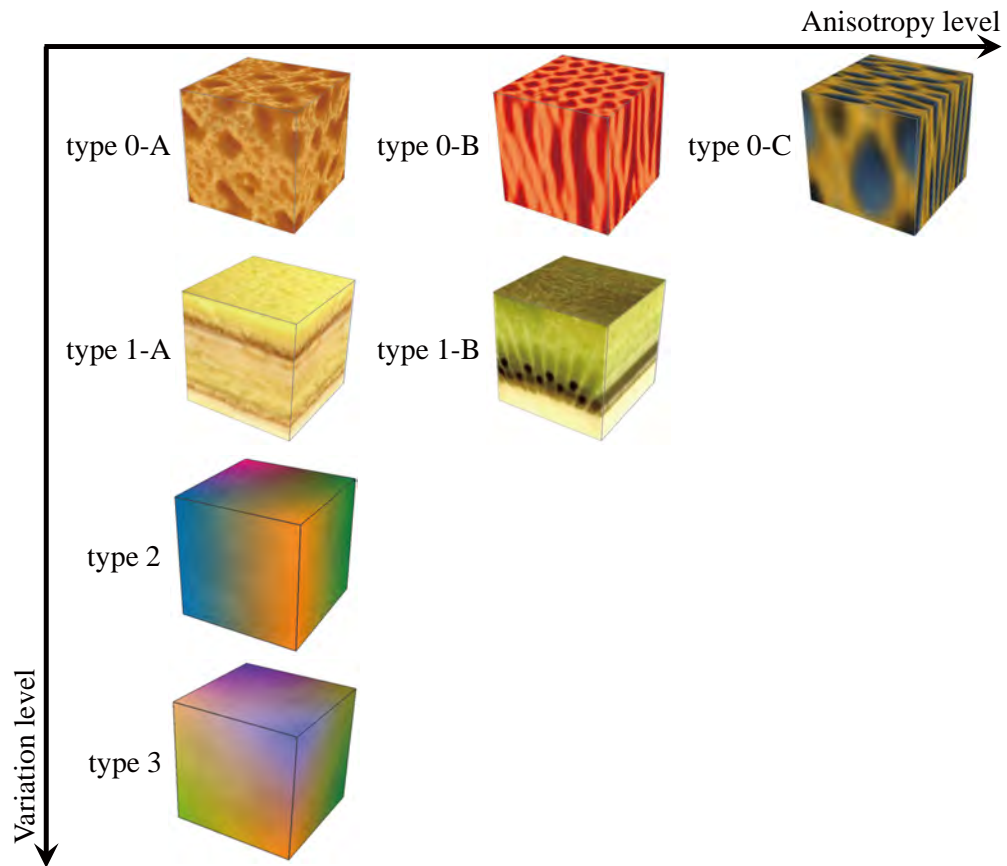 Anisotropy level
type 0-A
type 0-B
type 0-C
type 1-A
type 1-B
type 2
type 3
Variation level